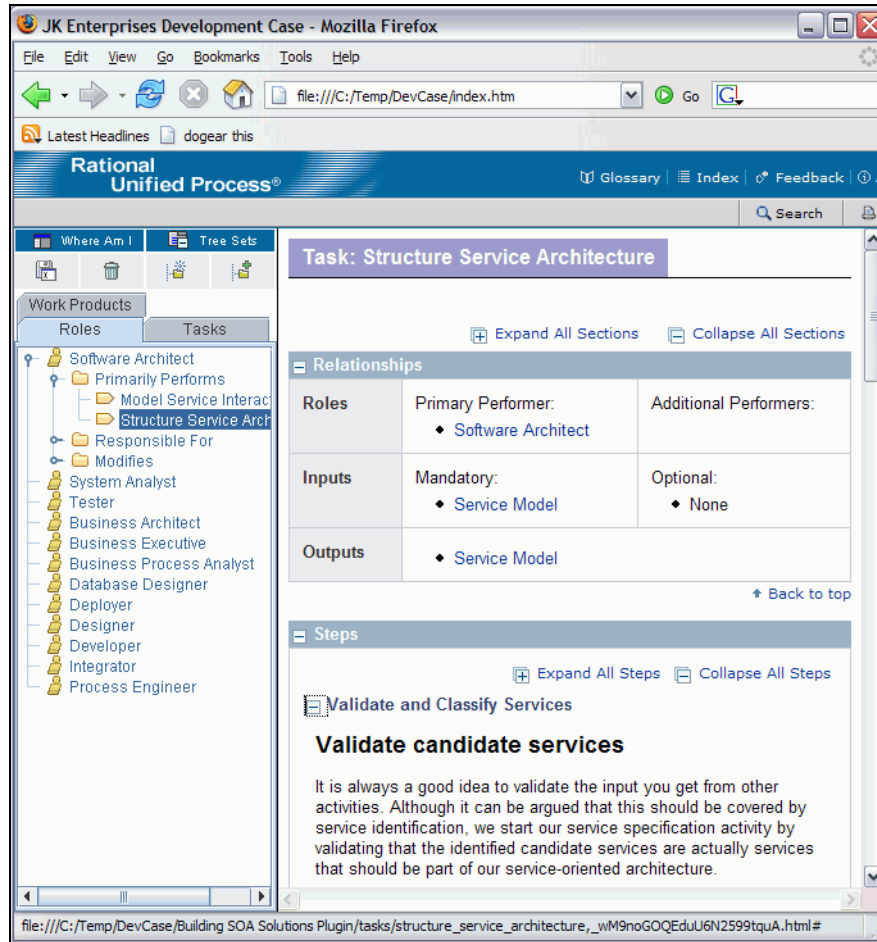 JK Enterprises Development Case - Mozilla Firefox
File Edit View Go Bookmarks Tools Help
file:///C:/Temp/DevCase/index.htm Go G
Latest Headlines dogear this
Rational
Unified Process®
Glossary | Index | Feedback |
Search
Where Am I Tree Sets
Work Products
Roles Tasks
Software Architect
Primarily Performs
Model Service Interac
Structure Service Arch
Responsible For
Modifies
System Analyst
Tester
Business Architect
Business Executive
Business Process Analyst
Database Designer
Deployer
Designer
Developer
Integrator
Process Engineer
Task: Structure Service Architecture
Expand All Sections Collapse All Sections
Relationships
Roles Primary Performer: Additional Performers:
Software Architect
Inputs Mandatory: Optional:
Service Model None
Outputs
Service Model
Back to top
Steps
Expand All Steps Collapse All Steps
Validate and Classify Services
Validate candidate services
It is always a good idea to validate the input you get from other
activities. Although it can be argued that this should be covered by
service identification, we start our service specification activity by
validating that the identified candidate services are actually services
that should be part of our service-oriented architecture.
file:///C:/Temp/DevCase/Building SOA Solutions Plugin/tasks/structure_service_architecture,_wM9noGOQEduU6N2599tquA.html#